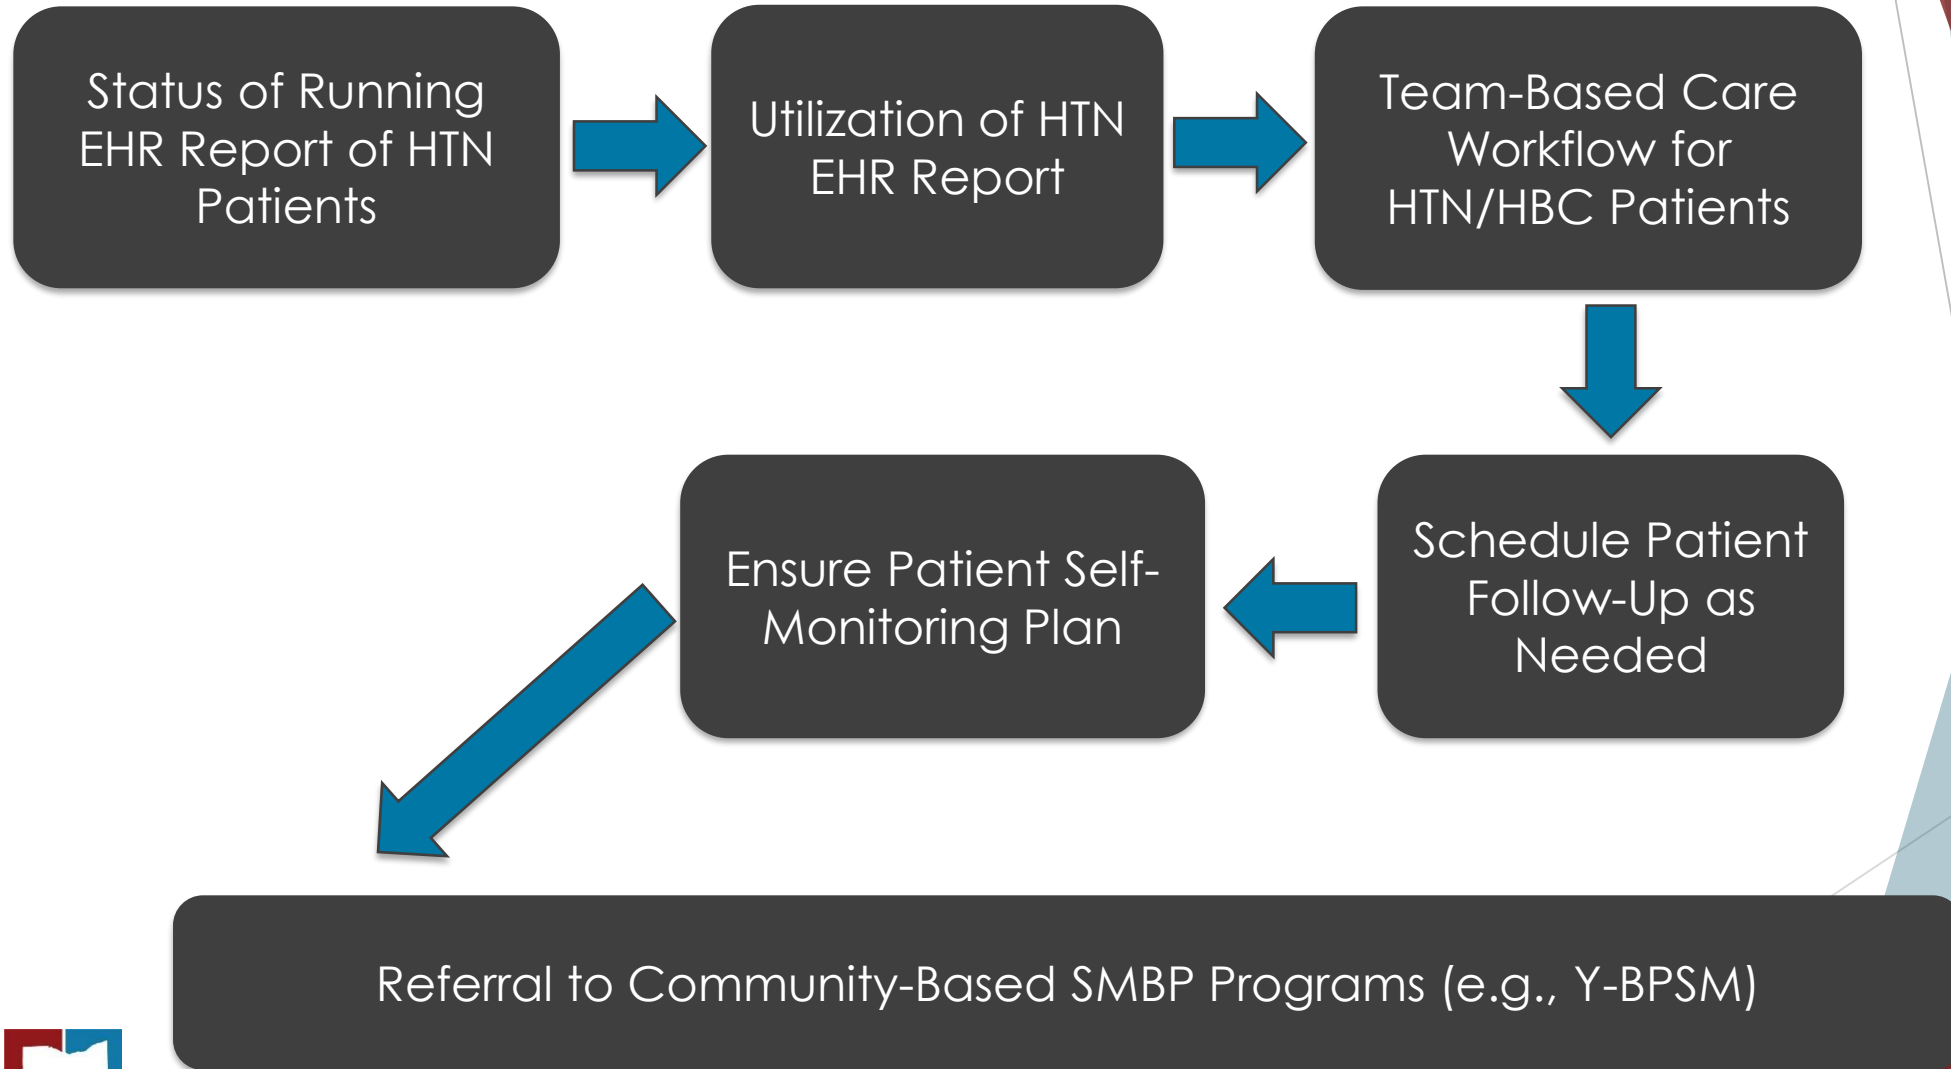 Status of Running
EHR Report of HTN
Patients
Utilization of HTN
EHR Report
Team-Based Care
Workflow for
HTN/HBC Patients
Schedule Patient
Follow-Up as
Needed
Ensure Patient Self-
Monitoring Plan
Referral to Community-Based SMBP Programs (e.g., Y-BPSM)